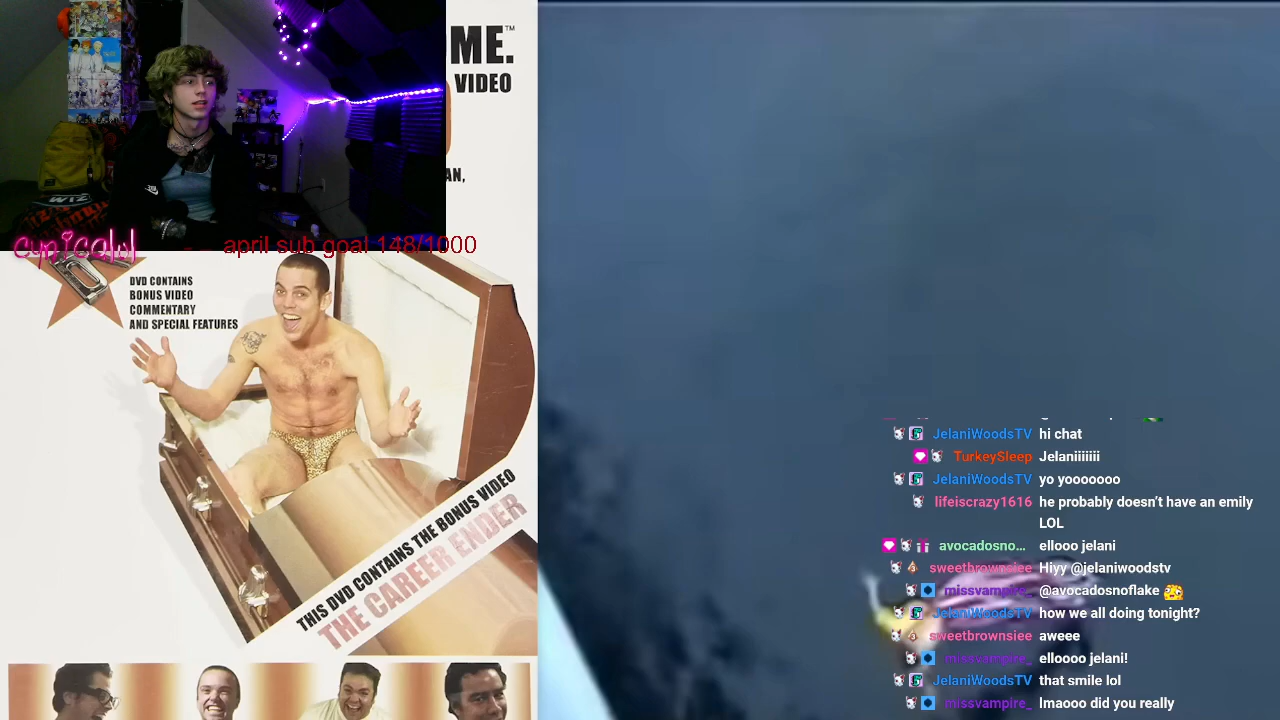 ME.™
VIDEO
AN,
WTZ
cynicalol
april sub goal 148/1000
DVD CONTAINS
BONUS VIDEO
COMMENTARY
AND SPECIAL FEATURES
THIS DVD CONTAINS THE BONUS VIDEO
THE CAREER ENDER
JelaniWoodsTV hi chat
TurkeySleep Jelaniiiiiii
JelaniWoodsTV yo yooooooo
lifeiscrazy1616 he probably doesn't have an emily
LOL
avocadosno... ellooo jelani
sweetbrownsiee Hiyy @jelaniwoodstv
missvampire_ @avocadosnoflake
JelaniWoodsTV how we all doing tonight?
sweetbrownsiee aweee
missvampire_ elloooo jelani!
JelaniWoodsTV that smile lol
missvampire_ lmaooo did you really